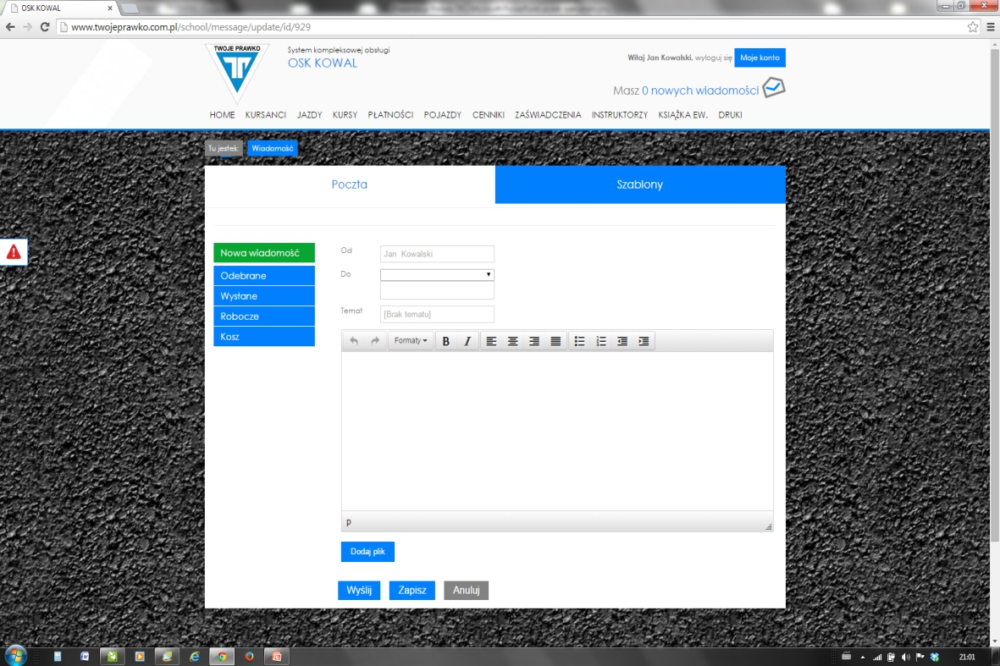 OSK KOWAL
www.twojeprawko.com.pl/school/message/update/id/929
TWOJE PRAWKO
System kompleksowej obsługi
OSK KOWAL
Witaj Jan Kowalski, wyloguj się
Moje konto
Masz 0 nowych wiadomości
HOME KURSANCI JAZDY KURSY PŁATNOŚCI POJAZDY CENNIKI ZAŚWIADCZENIA INSTRUKTORZY KSIĄŻKA EW. DRUKI
Tu jesteś: Wiadomość
Poczta
Szablony
Nowa wiadomość
Odebrane
Wysłane
Robocze
Kosz
Od
Jan Kowalski
Do
Temat
[Brak tematu]
Formaty
B I
p
Dodaj plik
Wyślij Zapisz Anuluj
21:01